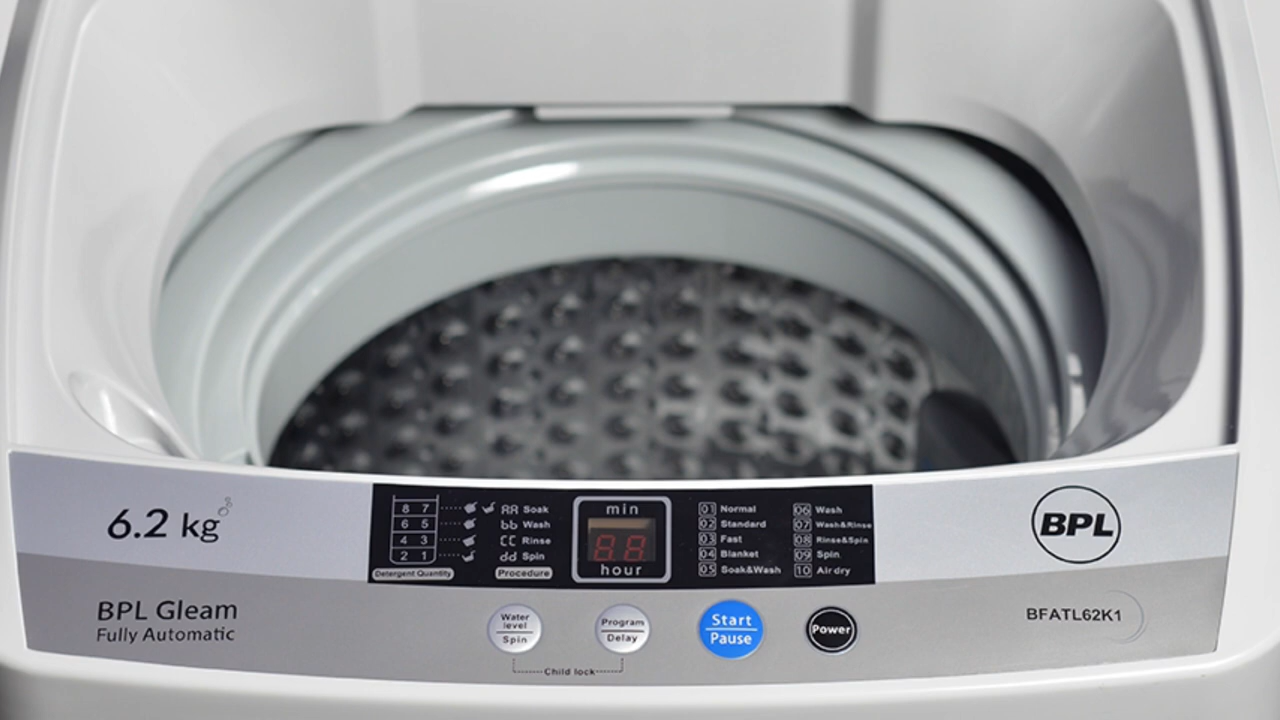 6.2 kg
BPL Gleam
Fully Automatic
8 7
6 5
4 3
2 1
Detergent Quantity
AA Soak
bb Wash
CC Rinse
dd Spin
Procedure
min
88
hour
01 Normal
02 Standard
03 Fast
04 Blanket
05 Soak&Wash
06 Wash
07 Wash&Rinse
08 Rinse&Spin
09 Spin
10 Air dry
BPL
BFATL62K1
Water
level
Spin
Program
Delay
Start
Pause
Power
Child lock